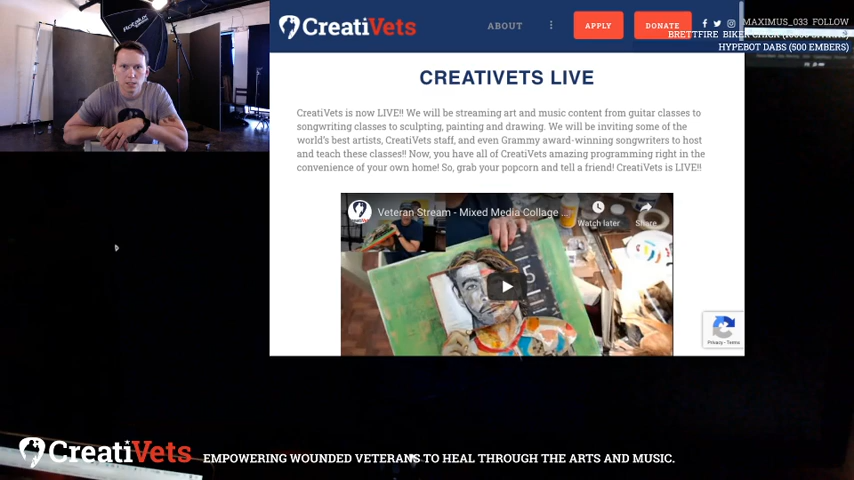 CreatiVets
ABOUT
APPLY
DONATE
MAXIMUS_033 FOLLOW
HYPEBOT DABS (500 EMBERS)
CREATIVETS LIVE
CreatiVets is now LIVE!! We will be streaming art and music content from guitar classes to
songwriting classes to sculpting, painting and drawing. We will be inviting some of the
world's best artists, CreatiVets staff, and even Grammy award-winning songwriters to host
and teach these classes!! Now, you have all of CreatiVets amazing programming right in the
convenience of your own home! So, grab your popcorn and tell a friend! CreatiVets is LIVE!!
Veteran Stream - Mixed Media Collage ...
Watch later
Share
5
Privacy - Terms
CreatiVets
EMPOWERING WOUNDED VETERANS TO HEAL THROUGH THE ARTS AND MUSIC.